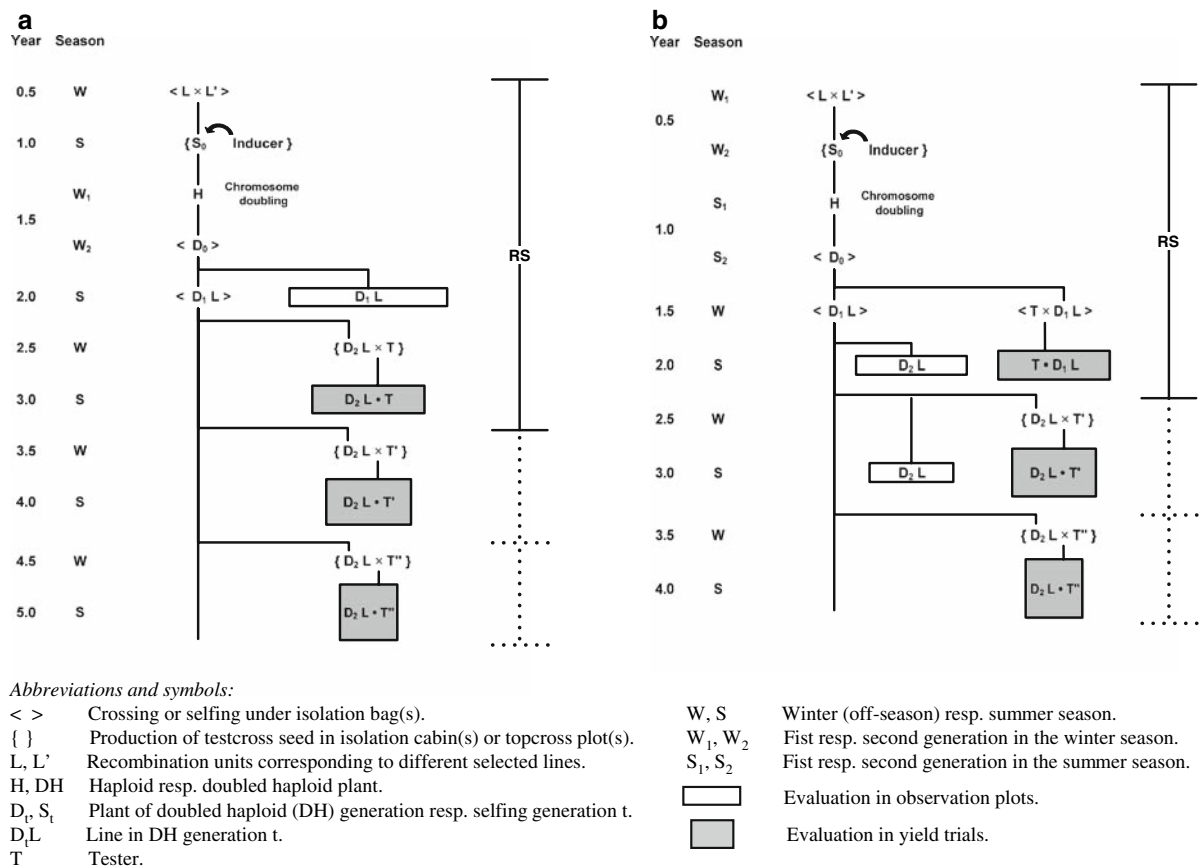 a
Year Season
0.5 W < L × L' >
1.0 S {S₀ Inducer }
W₁ H Chromosome doubling
1.5
W₂ < D₀ >
2.0 S < D₁ L > D₁ L
2.5 W { D₂ L × T }
3.0 S D₂ L • T
3.5 W { D₂ L × T' }
4.0 S D₂ L • T'
4.5 W { D₂ L × T'' }
5.0 S D₂ L • T''
RS
b
Year Season
W₁ < L × L' >
0.5
W₂ {S₀ Inducer }
S₁ H Chromosome doubling
1.0
S₂ < D₀ >
1.5 W < D₁ L > < T × D₁ L >
2.0 S D₂ L T • D₁ L
2.5 W { D₂ L × T' }
3.0 S D₂ L D₂ L • T'
3.5 W { D₂ L × T'' }
4.0 S D₂ L • T''
RS
Abbreviations and symbols:
< > Crossing or selfing under isolation bag(s).
{ } Production of testcross seed in isolation cabin(s) or topcross plot(s).
L, L' Recombination units corresponding to different selected lines.
H, DH Haploid resp. doubled haploid plant.
Dₜ, Sₜ Plant of doubled haploid (DH) generation resp. selfing generation t.
DₜL Line in DH generation t.
T Tester.
W, S Winter (off-season) resp. summer season.
W₁, W₂ Fist resp. second generation in the winter season.
S₁, S₂ Fist resp. second generation in the summer season.
Evaluation in observation plots.
Evaluation in yield trials.